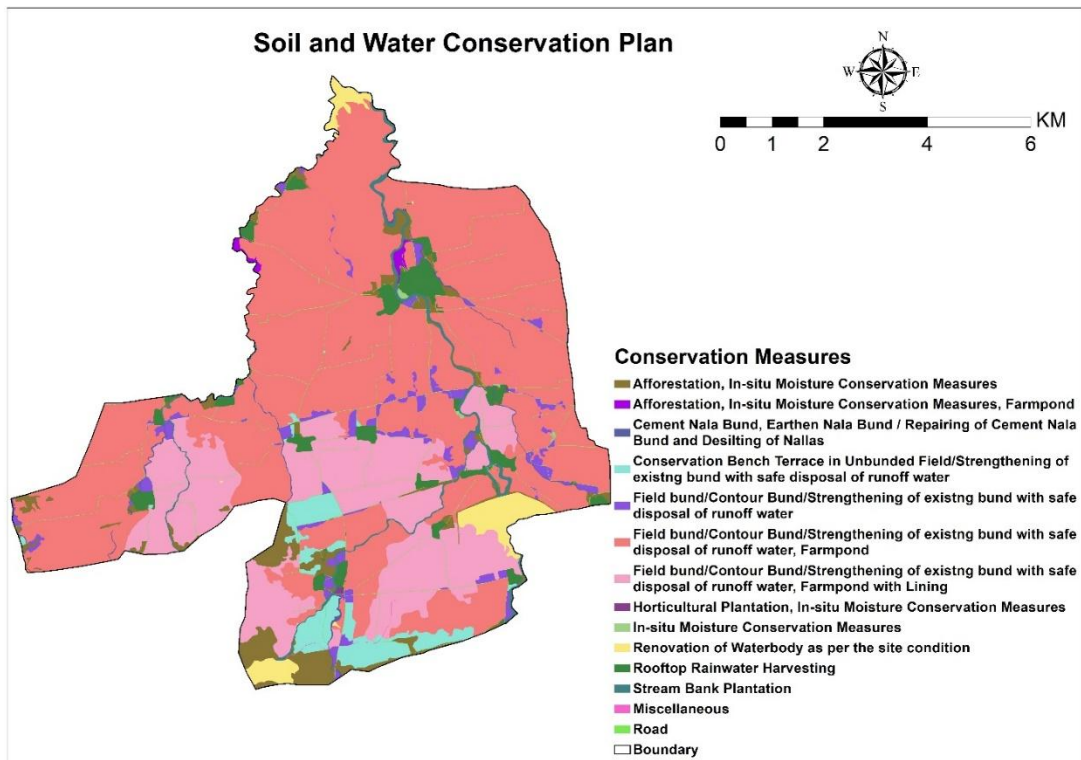 Soil and Water Conservation Plan
N
W E
S
KM
0 1 2 4 6
Conservation Measures
Afforestation, In-situ Moisture Conservation Measures
Afforestation, In-situ Moisture Conservation Measures, Farmpond
Cement Nala Bund, Earthen Nala Bund / Repairing of Cement Nala
Bund and Desilting of Nallas
Conservation Bench Terrace in Unbunded Field/Strengthening of
existng bund with safe disposal of runoff water
Field bund/Contour Bund/Strengthening of existng bund with safe
disposal of runoff water
Field bund/Contour Bund/Strengthening of existng bund with safe
disposal of runoff water, Farmpond
Field bund/Contour Bund/Strengthening of existng bund with safe
disposal of runoff water, Farmpond with Lining
Horticultural Plantation, In-situ Moisture Conservation Measures
In-situ Moisture Conservation Measures
Renovation of Waterbody as per the site condition
Rooftop Rainwater Harvesting
Stream Bank Plantation
Miscellaneous
Road
Boundary